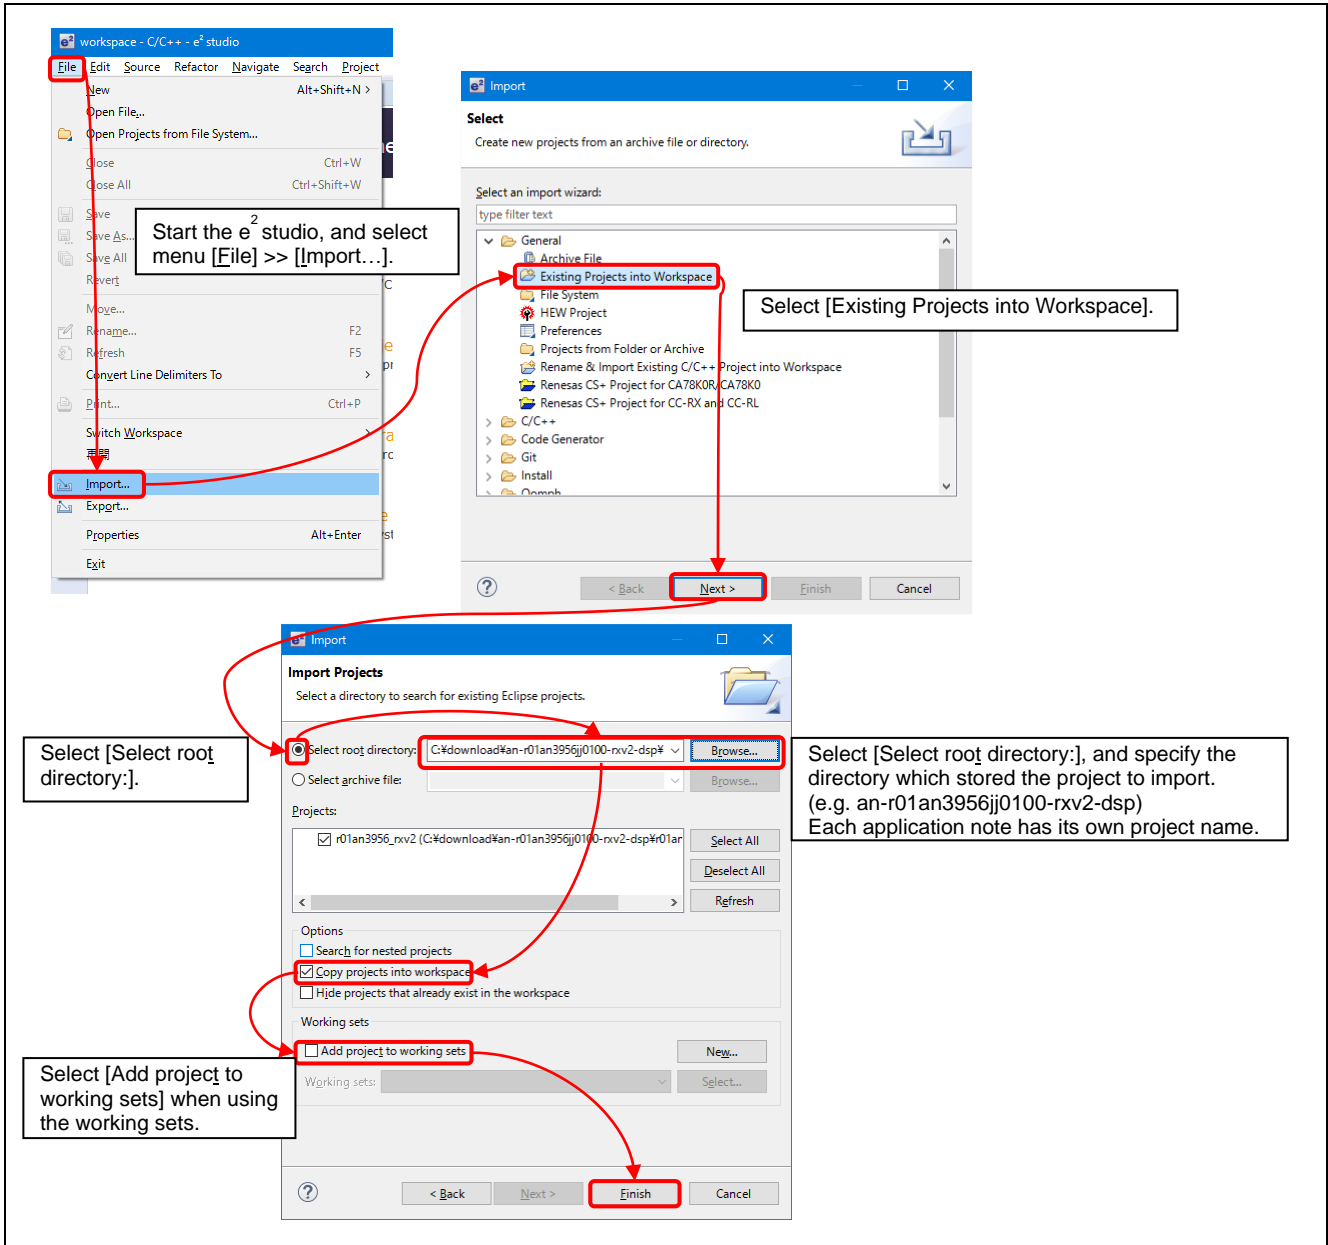 workspace - C/C++ - e² studio
File Edit Source Refactor Navigate Search Project
New Alt+Shift+N >
Open File...
Open Projects from File System...
Close Ctrl+W
Close All Ctrl+Shift+W
Save
Save As...
Save All
Revert
Move...
Rename... F2
Refresh F5
Convert Line Delimiters To >
Print... Ctrl+P
Switch Workspace >
再開
Import...
Export...
Properties Alt+Enter
Exit
Start the e² studio, and select
menu [File] >> [Import…].
Import
Select
Create new projects from an archive file or directory.
Select an import wizard:
type filter text
General
Archive File
Existing Projects into Workspace
File System
HEW Project
Preferences
Projects from Folder or Archive
Rename & Import Existing C/C++ Project into Workspace
Renesas CS+ Project for CA78K0R/CA78K0
Renesas CS+ Project for CC-RX and CC-RL
C/C++
Code Generator
Git
Install
Oomph
< Back Next > Finish Cancel
Select [Existing Projects into Workspace].
Import
Import Projects
Select a directory to search for existing Eclipse projects.
Select root directory: C:¥download¥an-r01an3956jj0100-rxv2-dsp¥ Browse...
Select archive file: Browse...
Projects:
r01an3956_rxv2 (C:¥download¥an-r01an3956jj0100-rxv2-dsp¥r01an
Select All
Deselect All
Refresh
Options
Search for nested projects
Copy projects into workspace
Hide projects that already exist in the workspace
Working sets
Add project to working sets New...
Working sets: Select...
< Back Next > Finish Cancel
Select [Select root
directory:].
Select [Select root directory:], and specify the
directory which stored the project to import.
(e.g. an-r01an3956jj0100-rxv2-dsp)
Each application note has its own project name.
Select [Add project to
working sets] when using
the working sets.